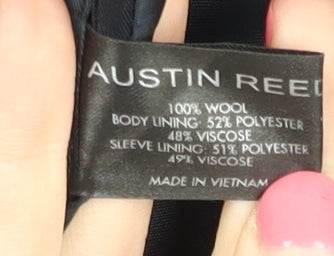 AUSTIN REED
100% WOOL
BODY LINING: 52% POLYESTER
48% VISCOSE
SLEEVE LINING: 51% POLYESTER
49% VISCOSE
MADE IN VIETNAM